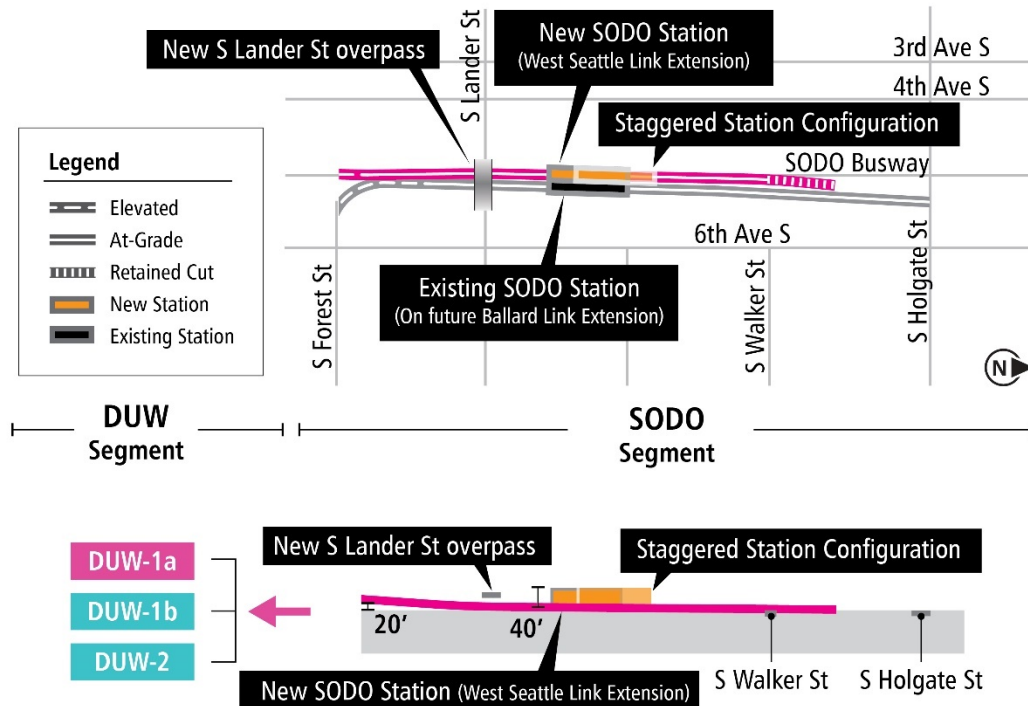 S Lander St
New S Lander St overpass
New SODO Station
(West Seattle Link Extension)
3rd Ave S
4th Ave S
Staggered Station Configuration
SODO Busway
Legend
Elevated
At-Grade
Retained Cut
New Station
Existing Station
6th Ave S
Existing SODO Station
(On future Ballard Link Extension)
S Forest St
S Walker St
S Holgate St
N
DUW
Segment
SODO
Segment
DUW-1a
DUW-1b
DUW-2
New S Lander St overpass
Staggered Station Configuration
20'
40'
New SODO Station (West Seattle Link Extension)
S Walker St
S Holgate St